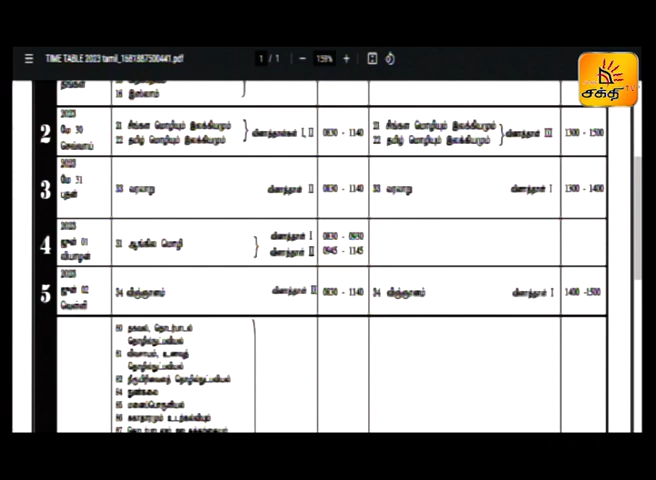 TIME TABLE 2023 tamil_1681887500441.pdf
1 / 1 - 159% +
சக்தி TV
திங்கள்
16 இஸ்லாம்
2
2023
மே 30
செவ்வாய்
21 சிங்கள மொழியும் இலக்கியமும்
22 தமிழ் மொழியும் இலக்கியமும்
வினாத்தாள்கள் I, II
0830 - 1140
21 சிங்கள மொழியும் இலக்கியமும்
22 தமிழ் மொழியும் இலக்கியமும்
வினாத்தாள் III
1300 - 1500
3
2023
மே 31
புதன்
33 வரலாறு
வினாத்தாள் II
0830 - 1140
33 வரலாறு
வினாத்தாள் I
1300 - 1400
4
2023
ஜூன் 01
வியாழன்
31 ஆங்கில மொழி
வினாத்தாள் I
0830 - 0930
வினாத்தாள் II
0945 - 1145
5
2023
ஜூன் 02
வெள்ளி
34 விஞ்ஞானம்
வினாத்தாள் II
0830 - 1140
34 விஞ்ஞானம்
வினாத்தாள் I
1400 -1500
80 தகவல், தொடர்பாடல்
தொழில்நுட்பவியல்
81 விவசாயம், உணவுத்
தொழில்நுட்பவியல்
82 நீருயிரினவளத் தொழில்நுட்பவியல்
84 நுண்கலை
85 மனைப்பொருளியல்
86 சுகாதாரமும் உடற்கல்வியும்